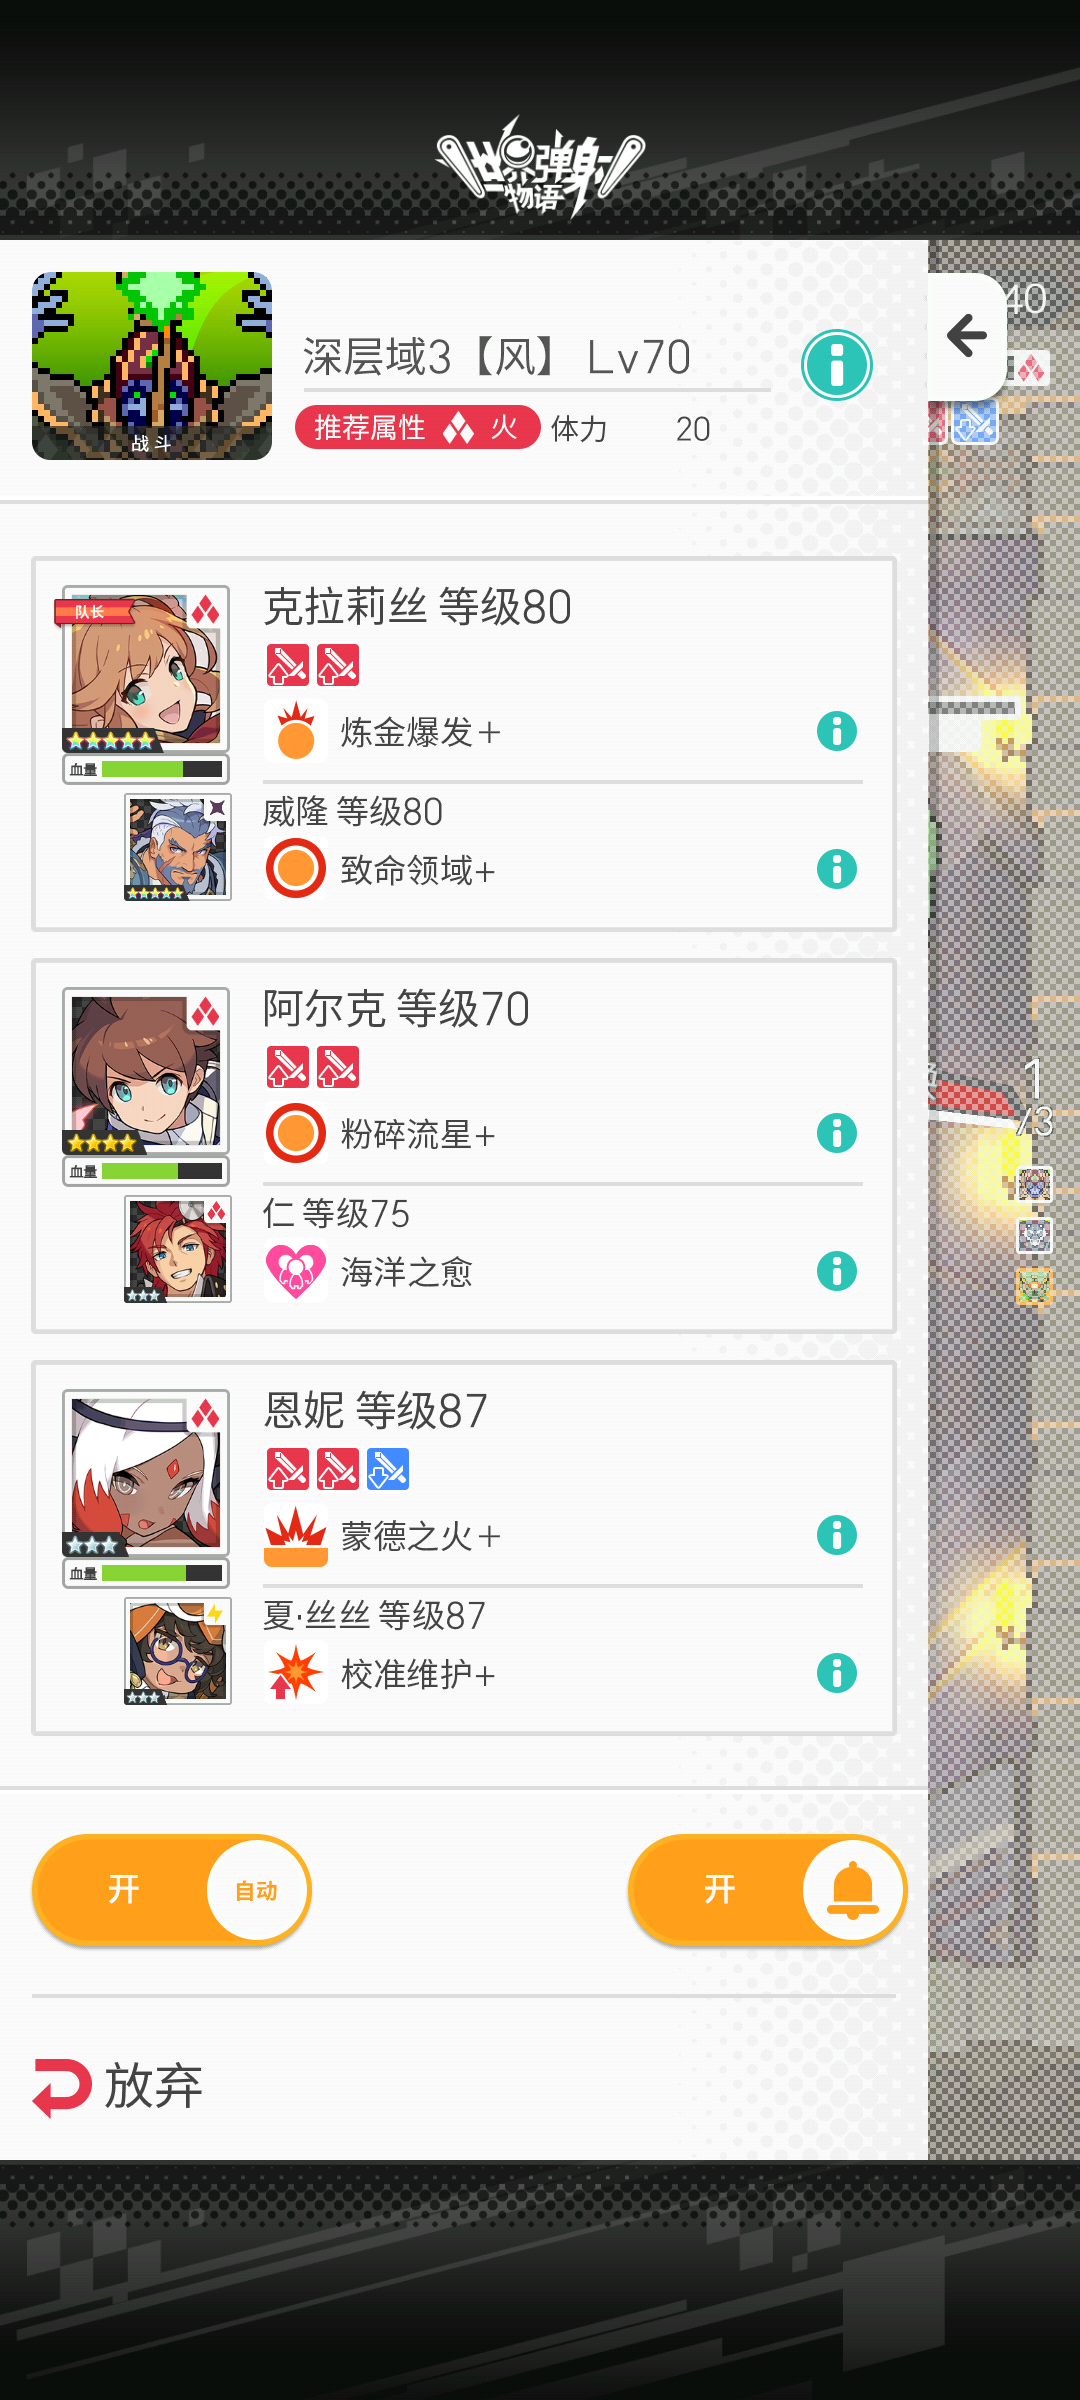 世界弹射
物语
深层域3【风】 Lv70
战斗
推荐属性 火 体力 20
40
队长
克拉莉丝 等级80
炼金爆发＋
血量
威隆 等级80
致命领域+
阿尔克 等级70
粉碎流星+
血量
仁 等级75
海洋之愈
1
/3
恩妮 等级87
蒙德之火＋
血量
夏·丝丝 等级87
校准维护+
开 自动
开
放弃